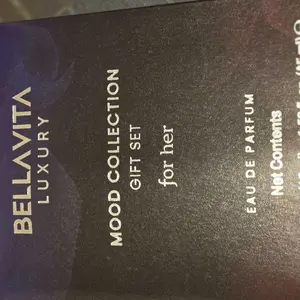 BELLAVITA
LUXURY
MOOD COLLECTION
GIFT SET
for her
EAU DE PARFUM
Net Contents